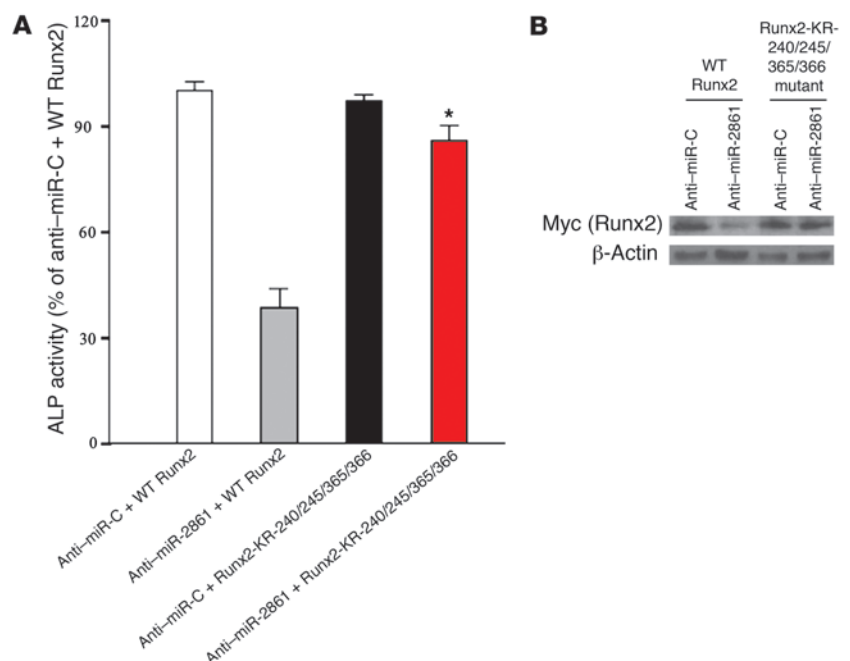 A
ALP activity (% of anti–miR-C + WT Runx2)
120
90
60
30
0
*
Anti–miR-C + WT Runx2
Anti–miR-2861 + WT Runx2
Anti–miR-C + Runx2-KR-240/245/365/366
Anti–miR-2861 + Runx2-KR-240/245/365/366
B
WT
Runx2
Runx2-KR-
240/245/
365/366
mutant
Anti–miR-C
Anti–miR-2861
Anti–miR-C
Anti–miR-2861
Myc (Runx2)
β-Actin